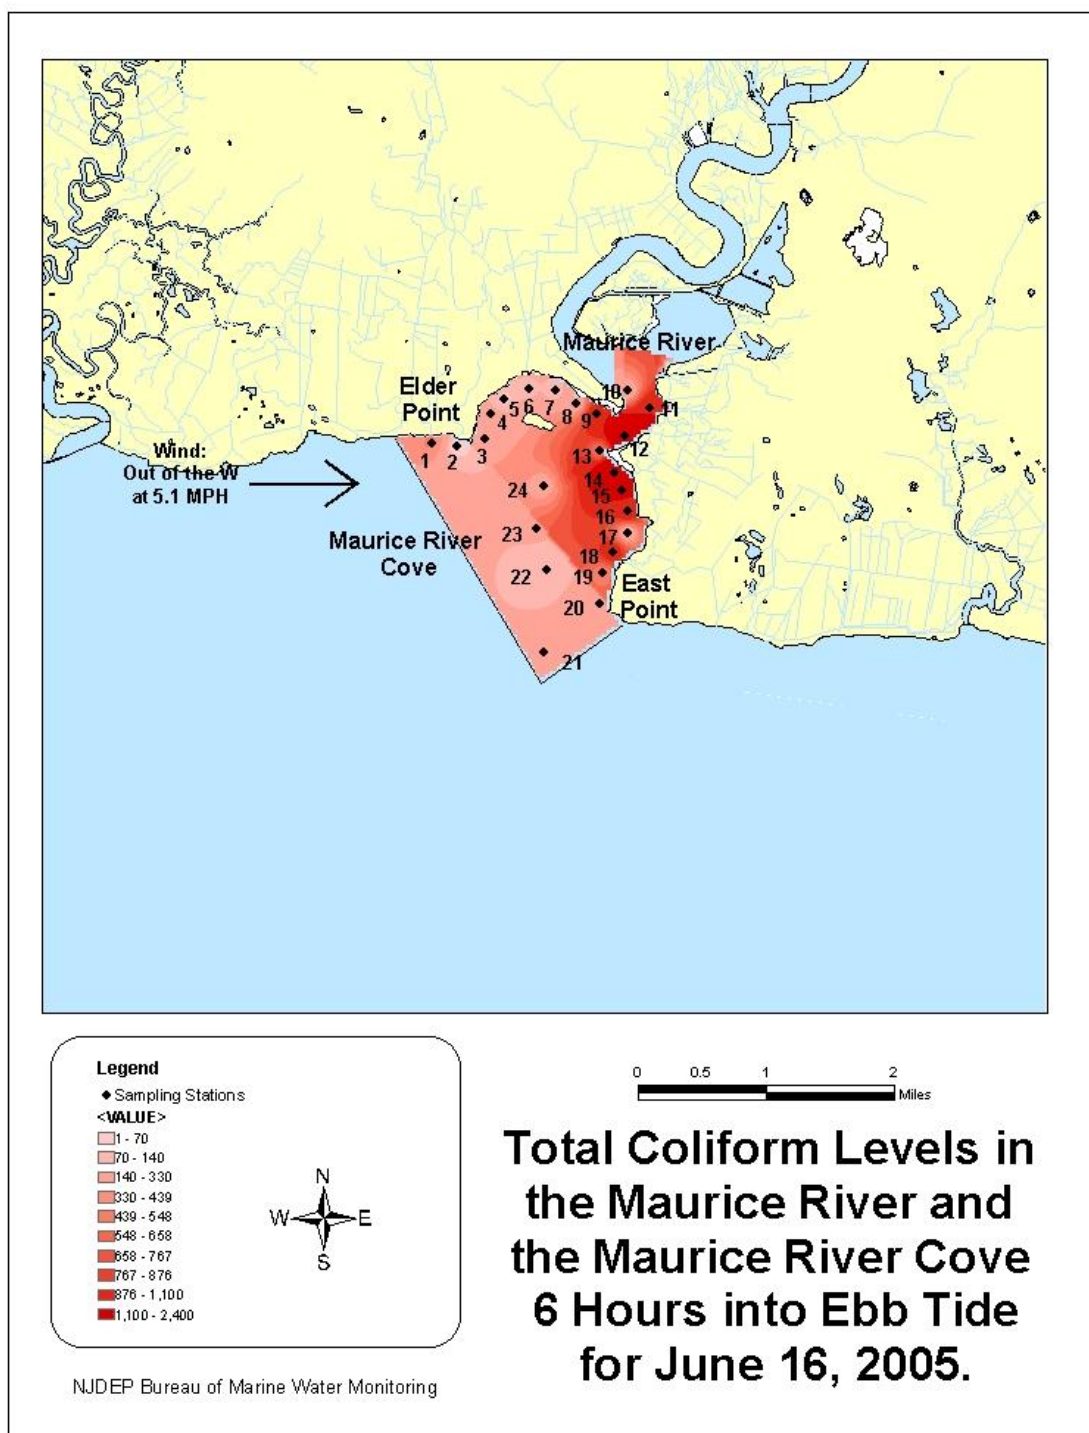 Maurice River
Elder
Point
10
11
5
6
7
8
9
4
12
1
2
3
13
Wind:
Out of the W
at 5.1 MPH
14
24
15
16
23
17
Maurice River
Cove
18
22
19
East
Point
20
21
Legend
Sampling Stations
<VALUE>
1 - 70
70 - 140
140 - 330
330 - 439
439 - 548
548 - 658
658 - 767
767 - 876
876 - 1,100
1,100 - 2,400
N
W
E
S
0 0.5 1 2
Miles
Total Coliform Levels in
the Maurice River and
the Maurice River Cove
6 Hours into Ebb Tide
for June 16, 2005.
NJDEP Bureau of Marine Water Monitoring